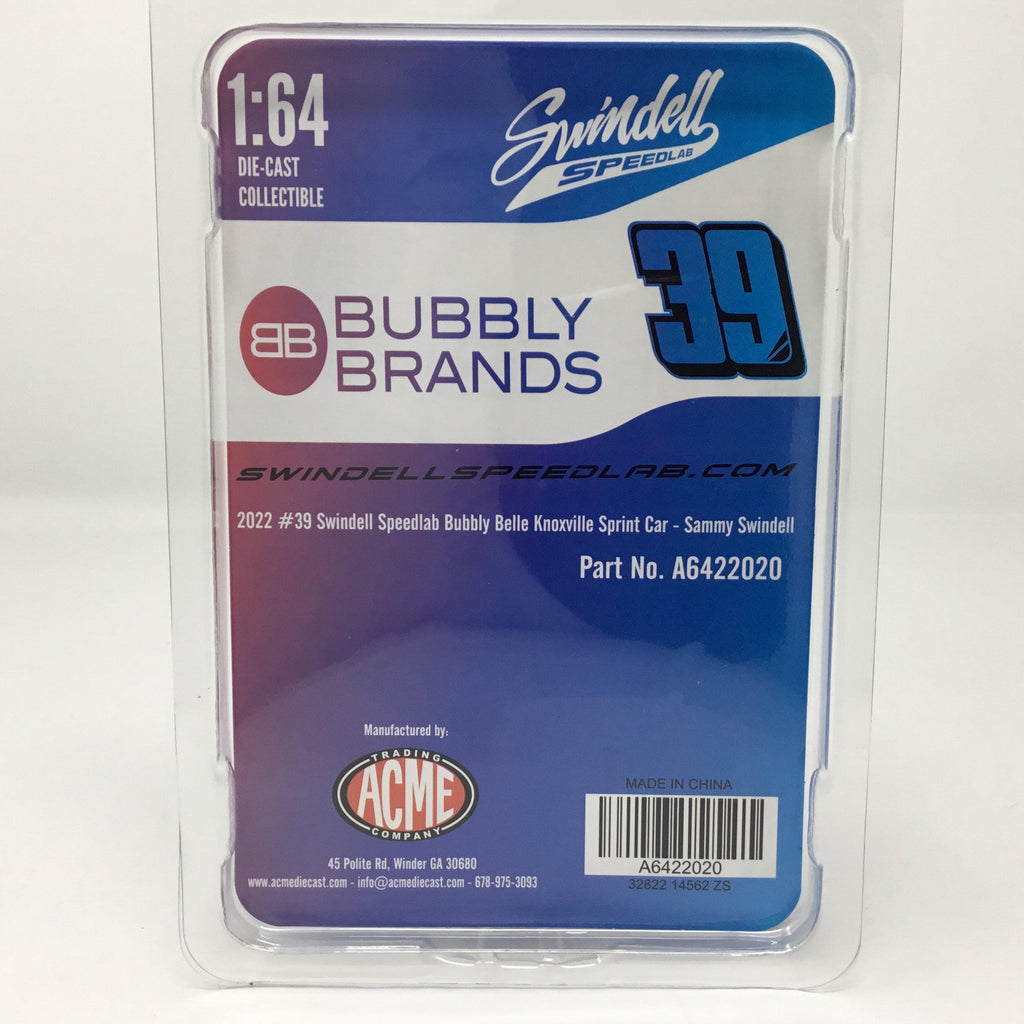 1:64
DIE-CAST
COLLECTIBLE
Swindell
SPEEDLAB
39
BB BUBBLY
BRANDS
SWINDELLSPEEDLAB.COM
2022 #39 Swindell Speedlab Bubbly Belle Knoxville Sprint Car - Sammy Swindell
Part No. A6422020
Manufactured by:
TRADING
ACME
COMPANY
45 Polite Rd, Winder GA 30680
www.acmediecast.com - info@acmediecast.com - 678-975-3093
MADE IN CHINA
A6422020
32822 14562 ZS